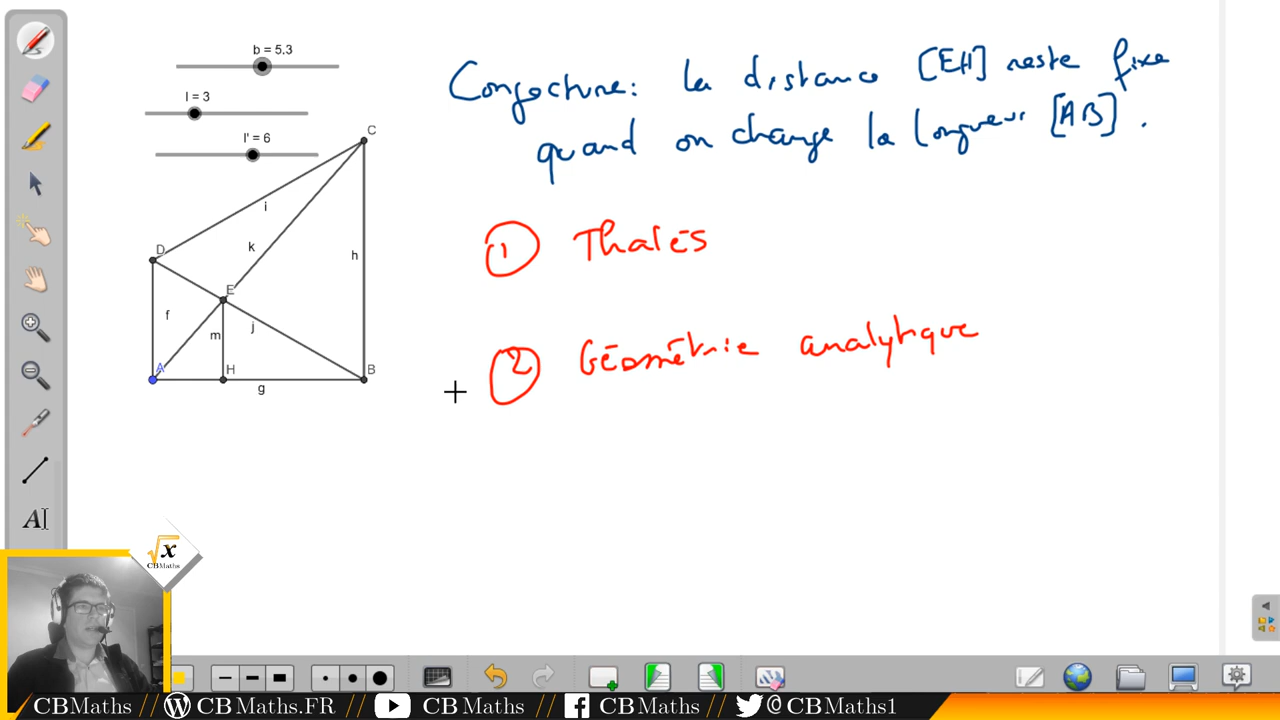 b = 5.3
l = 3
l' = 6
C
i
D
k
h
E
f
j
m
A
H
B
g
Conjecture: la distance [EH] reste fixe
quand on change la longueur [AB].
1 Thalès
2 Géométrie analytique
A
√x
CBMaths
CBMaths
CBMaths.FR
CBMaths
CBMaths
@CBMaths1